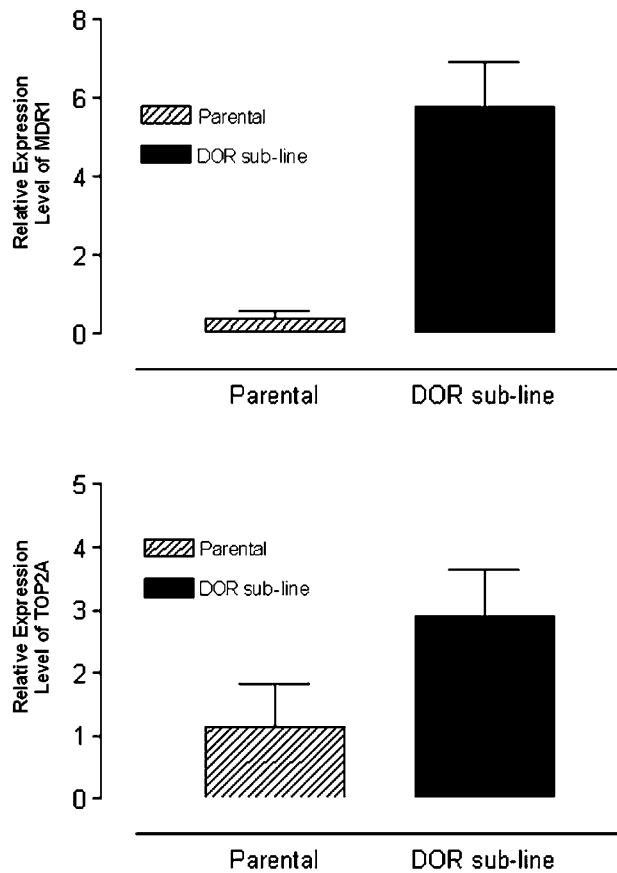 8
6
4
2
0
Relative Expression
Level of MDR1
Parental
DOR sub-line
Parental DOR sub-line
5
4
3
2
1
0
Relative Expression
Level of TOP2A
Parental
DOR sub-line
Parental DOR sub-line